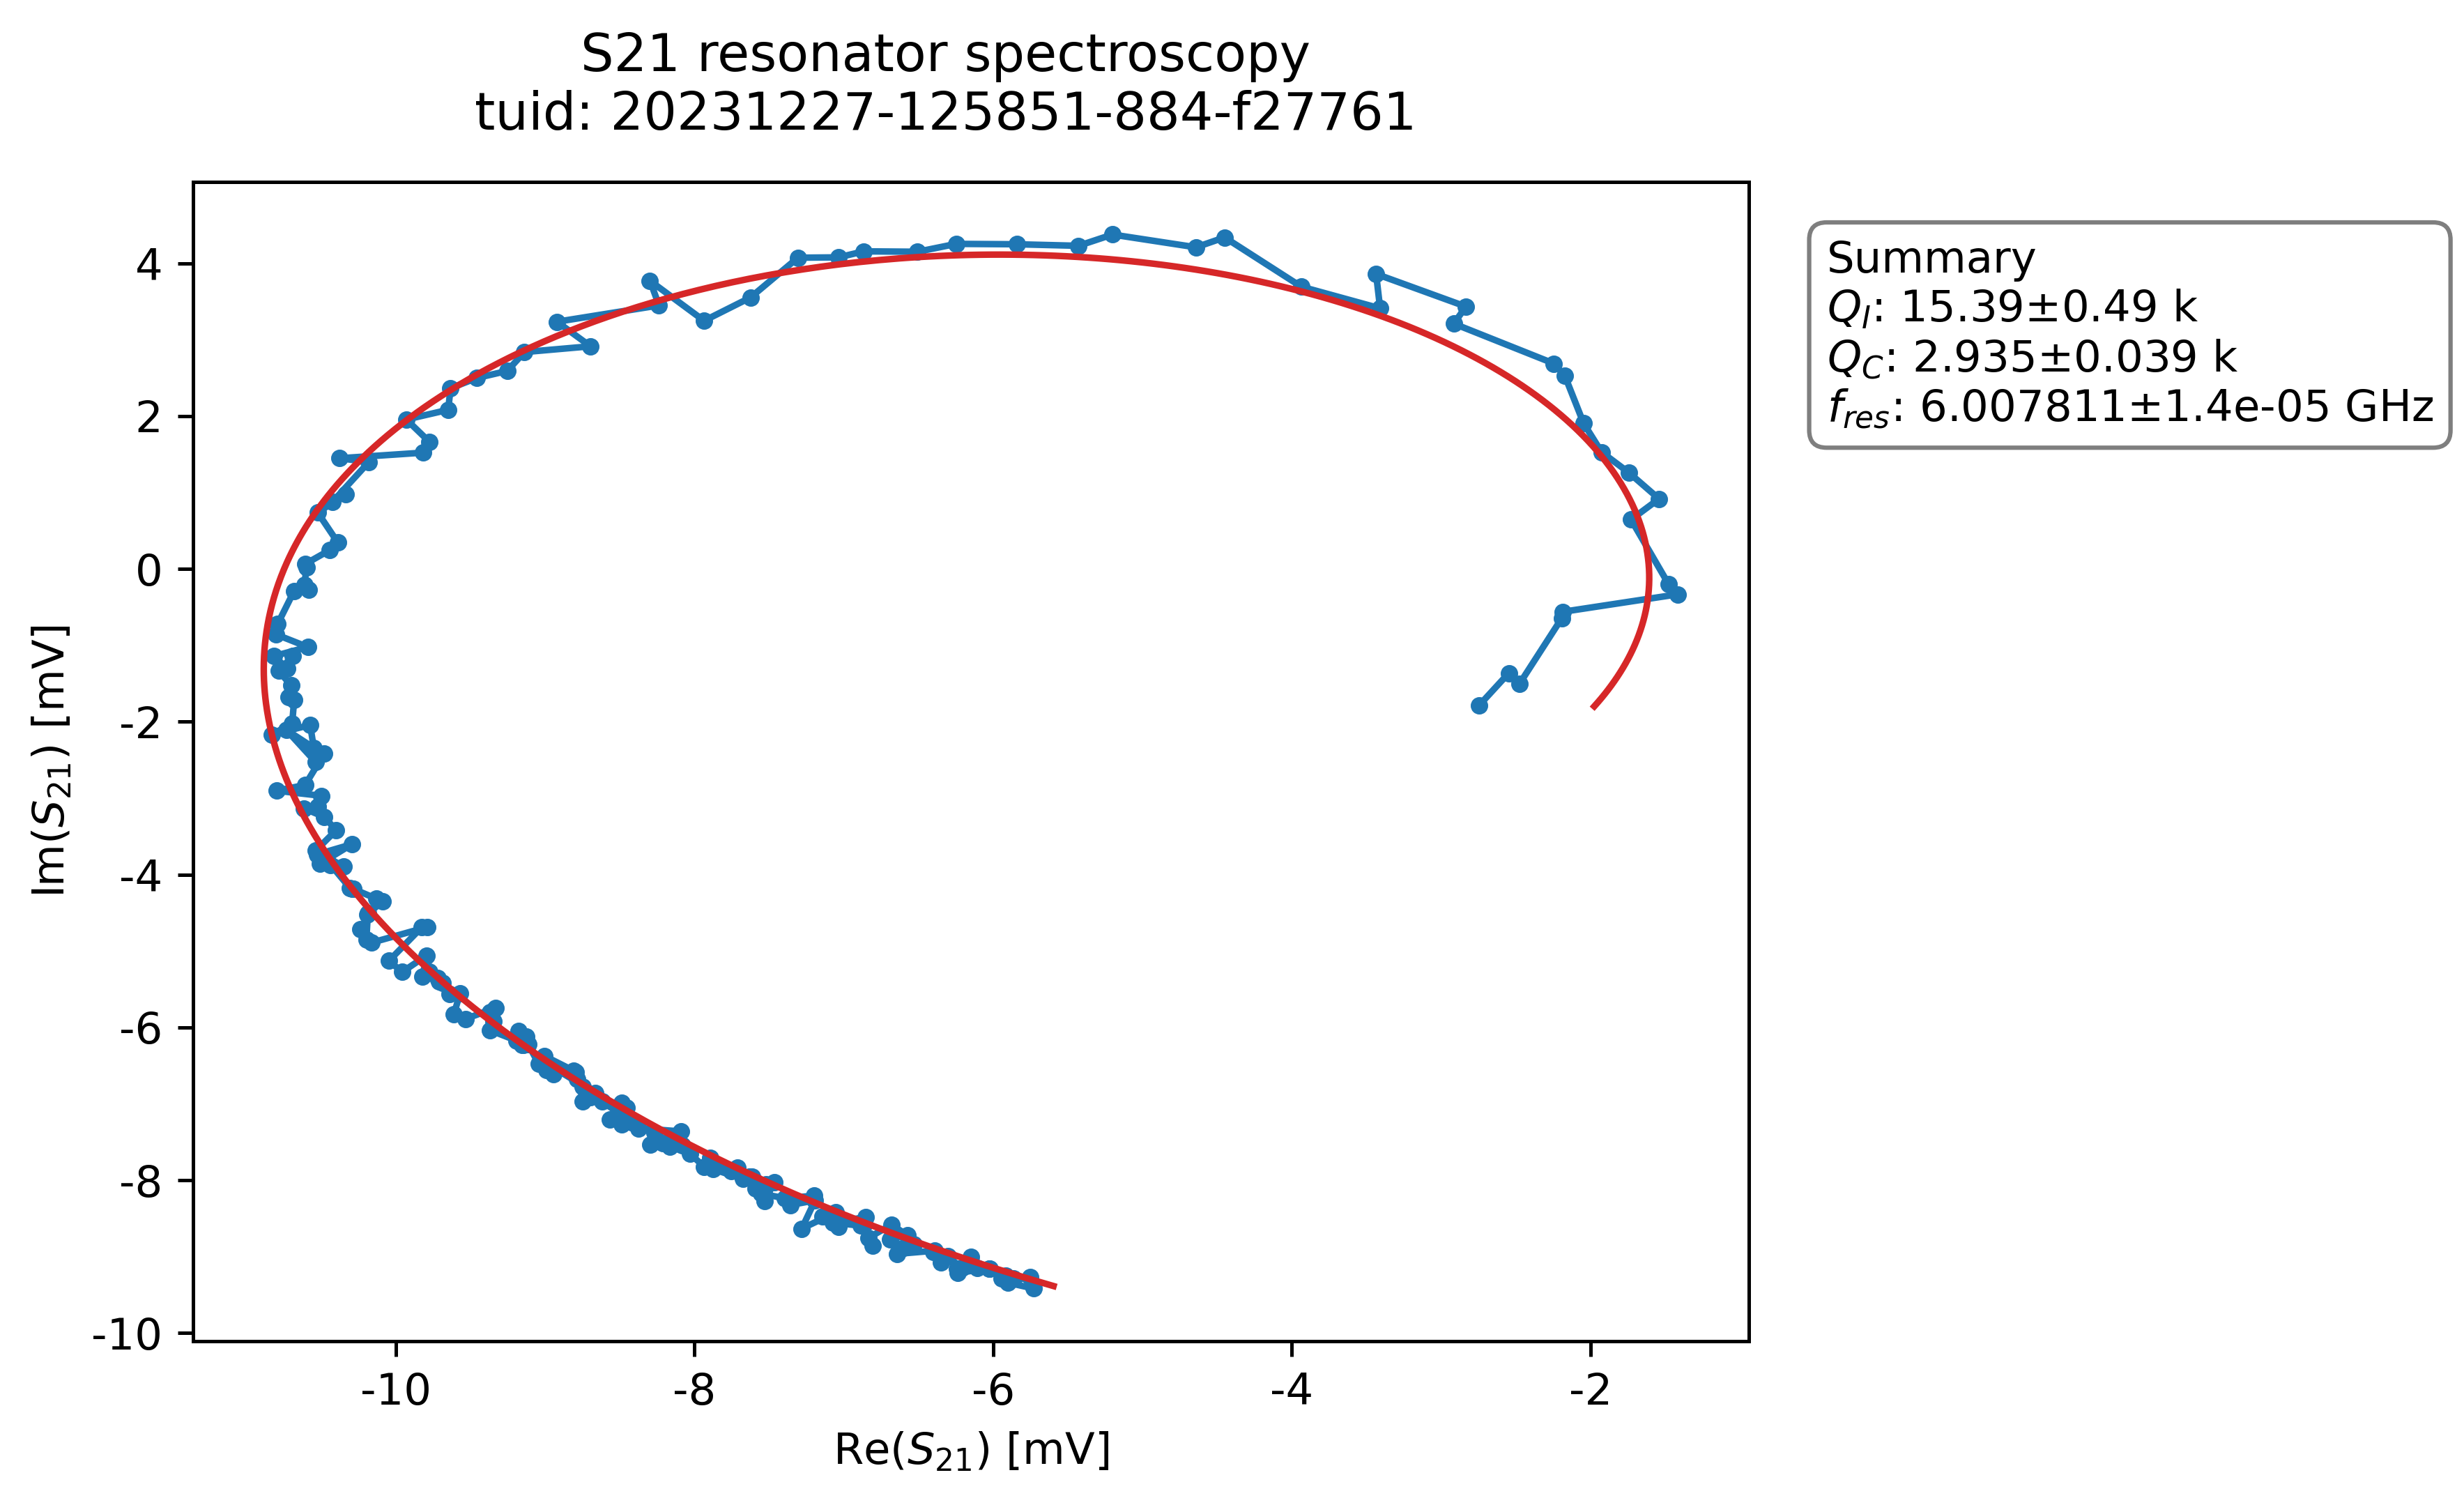 S21 resonator spectroscopy
tuid: 20231227-125851-884-f27761
4
2
0
-2
-4
-6
-8
-10
Im(S21) [mV]
-10 -8 -6 -4 -2
Re(S21) [mV]
Summary
QI: 15.39±0.49 k
QC: 2.935±0.039 k
fres: 6.007811±1.4e-05 GHz